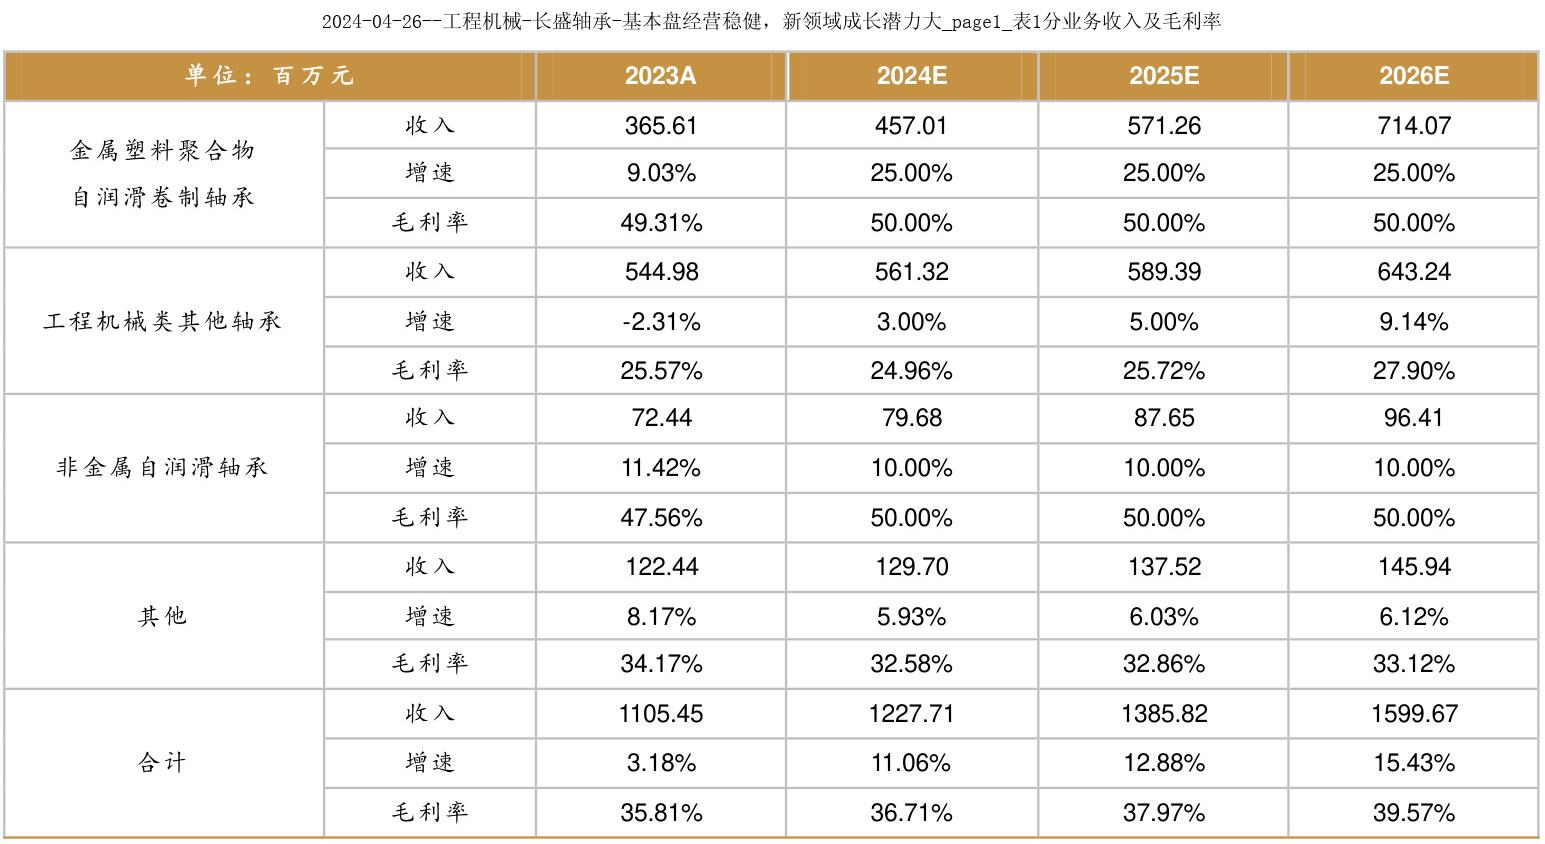 2024-04-26--工程机械-长盛轴承-基本盘经营稳健，新领域成长潜力大_page1_表1分业务收入及毛利率
单位：百万元 2023A 2024E 2025E 2026E
金属塑料聚合物
自润滑卷制轴承
收入 365.61 457.01 571.26 714.07
增速 9.03% 25.00% 25.00% 25.00%
毛利率 49.31% 50.00% 50.00% 50.00%
工程机械类其他轴承
收入 544.98 561.32 589.39 643.24
增速 -2.31% 3.00% 5.00% 9.14%
毛利率 25.57% 24.96% 25.72% 27.90%
非金属自润滑轴承
收入 72.44 79.68 87.65 96.41
增速 11.42% 10.00% 10.00% 10.00%
毛利率 47.56% 50.00% 50.00% 50.00%
其他
收入 122.44 129.70 137.52 145.94
增速 8.17% 5.93% 6.03% 6.12%
毛利率 34.17% 32.58% 32.86% 33.12%
合计
收入 1105.45 1227.71 1385.82 1599.67
增速 3.18% 11.06% 12.88% 15.43%
毛利率 35.81% 36.71% 37.97% 39.57%